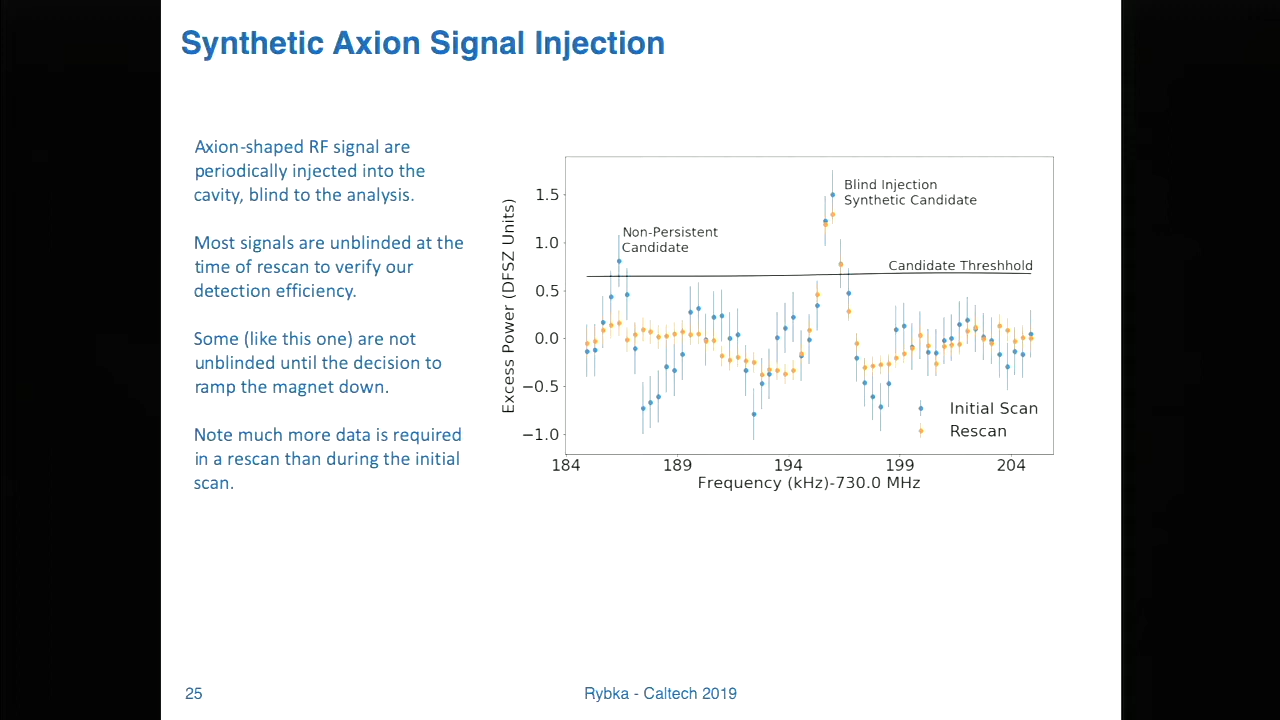 Synthetic Axion Signal Injection
Axion-shaped RF signal are
periodically injected into the
cavity, blind to the analysis.
Most signals are unblinded at the
time of rescan to verify our
detection efficiency.
Some (like this one) are not
unblinded until the decision to
ramp the magnet down.
Note much more data is required
in a rescan than during the initial
scan.
Excess Power (DFSZ Units)
1.5
1.0
0.5
0.0
−0.5
−1.0
Non-Persistent
Candidate
Blind Injection
Synthetic Candidate
Candidate Threshhold
Initial Scan
Rescan
184 189 194 199 204
Frequency (kHz)-730.0 MHz
25
Rybka - Caltech 2019